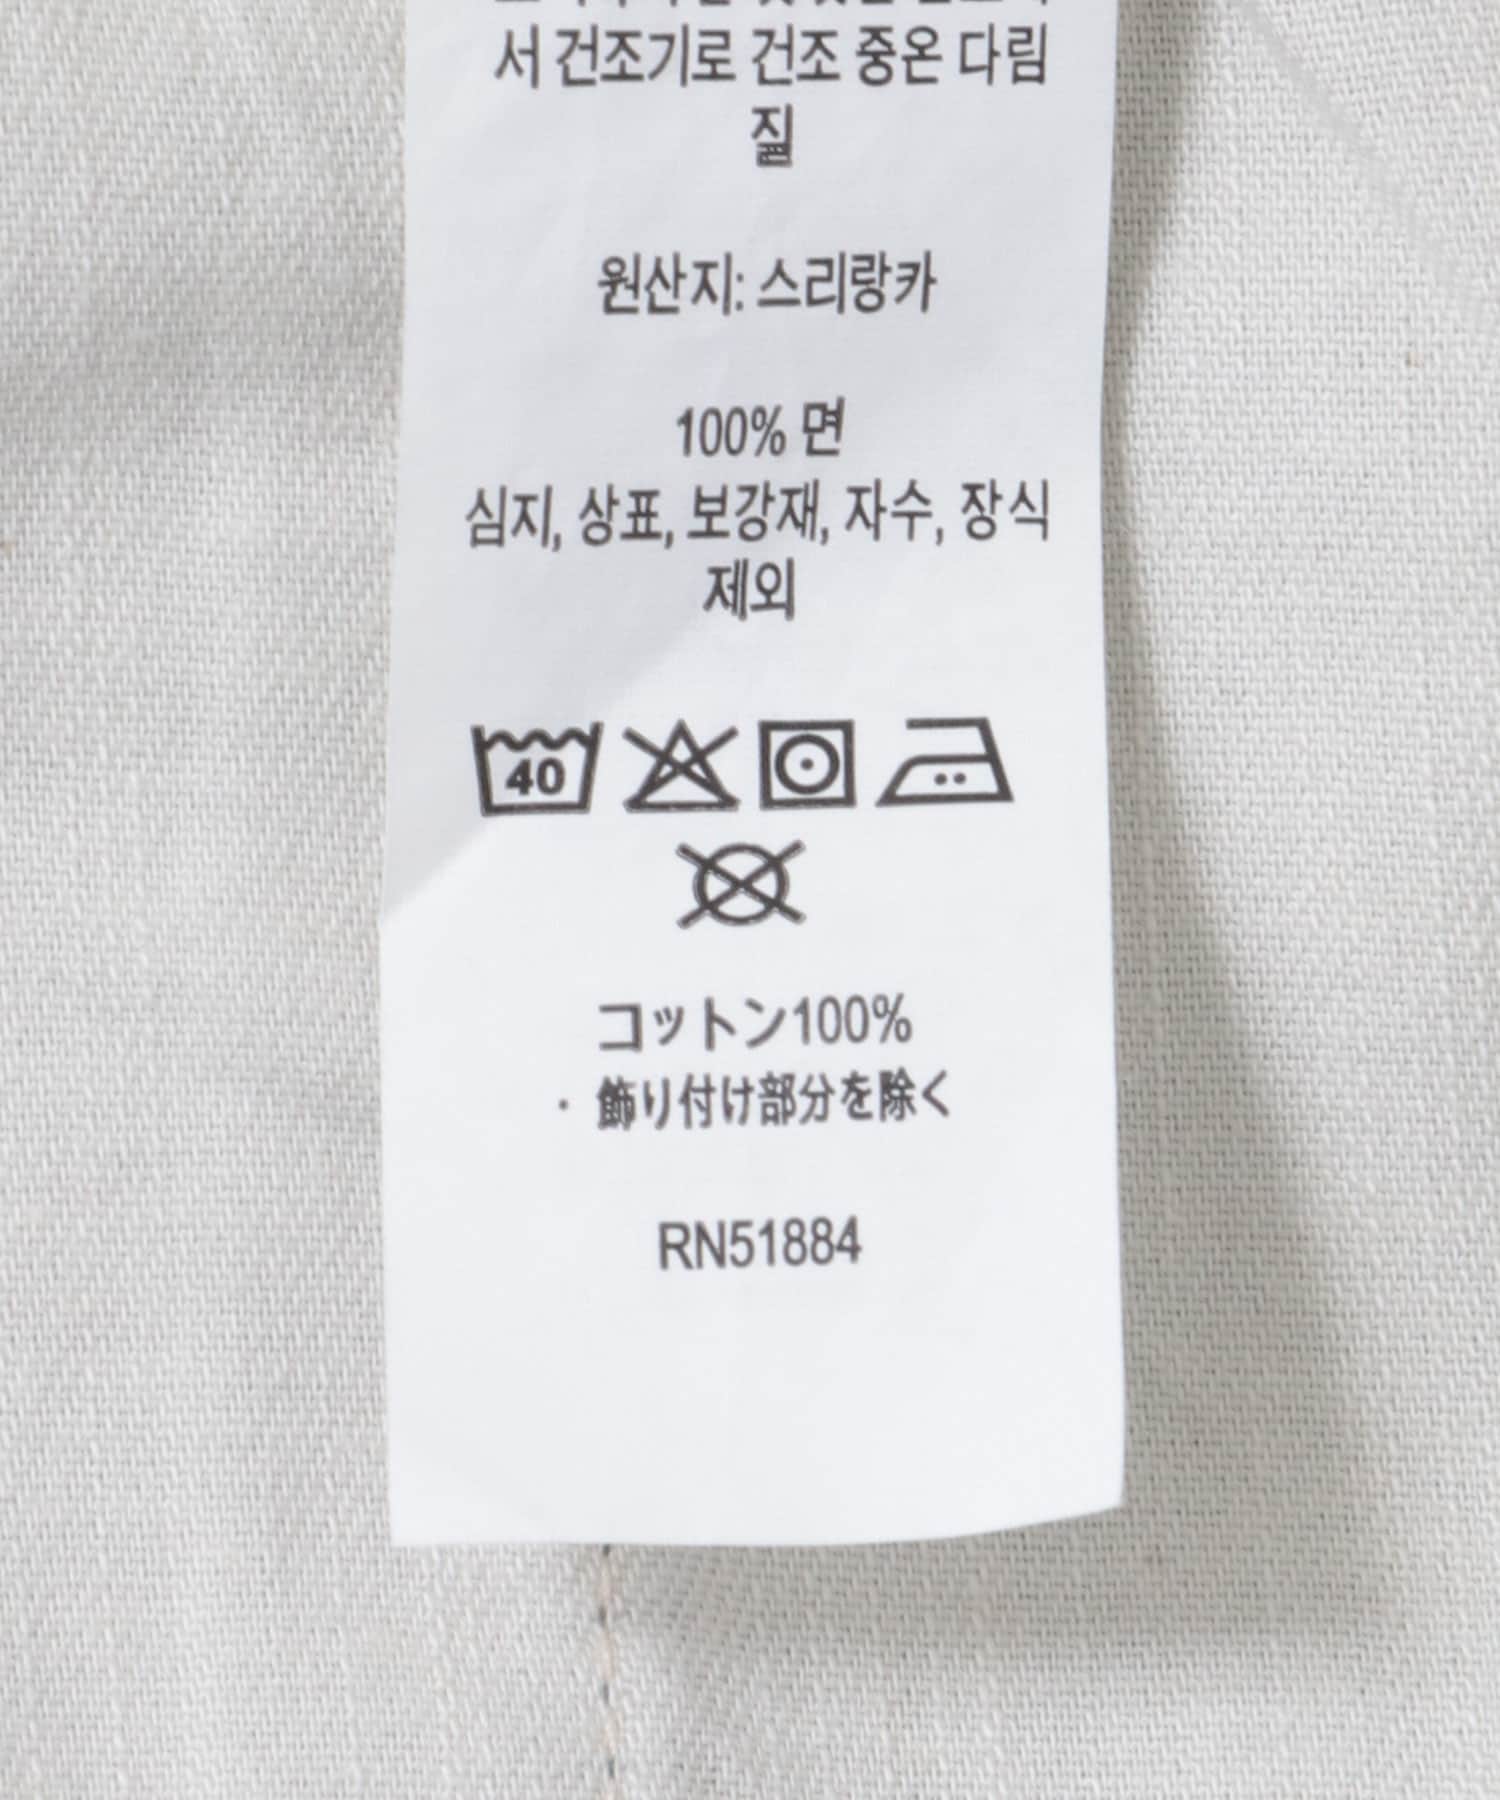 서 건조기로 건조 중온 다림
질
원산지: 스리랑카
100% 면
심지, 상표, 보강재, 자수, 장식
제외
40
コットン100%
・飾り付け部分を除く
RN51884